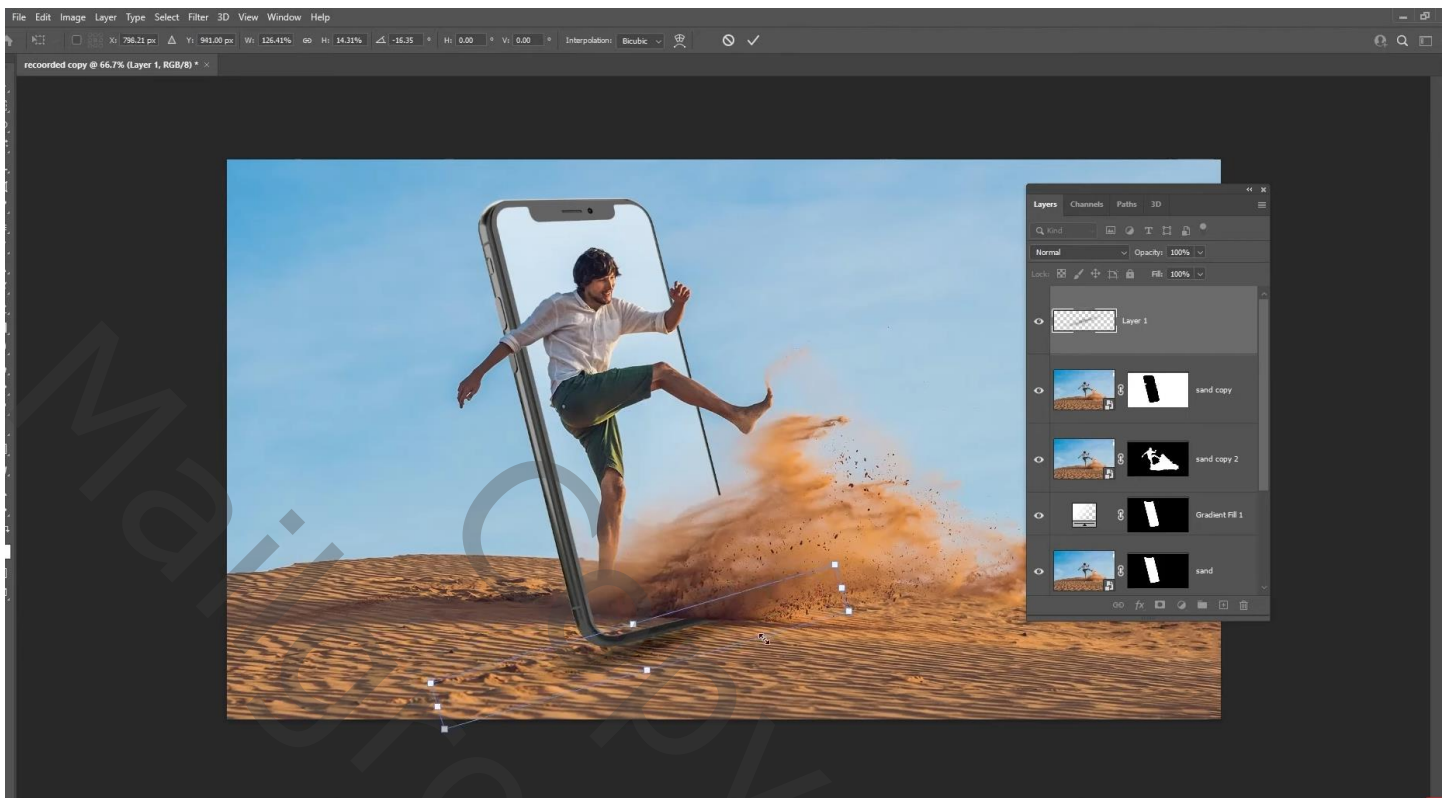 File Edit Image Layer Type Select Filter 3D View Window Help
X: 798.21 px Y: 941.00 px W: 126.41% H: 14.31% -16.35 ° H: 0.00 ° V: 0.00 ° Interpolation: Bicubic
recoorded copy @ 66.7% (Layer 1, RGB/8) * ×
Layers Channels Paths 3D
Kind
Normal Opacity: 100%
Lock: Fill: 100%
Layer 1
sand copy
sand copy 2
Gradient Fill 1
sand
fx